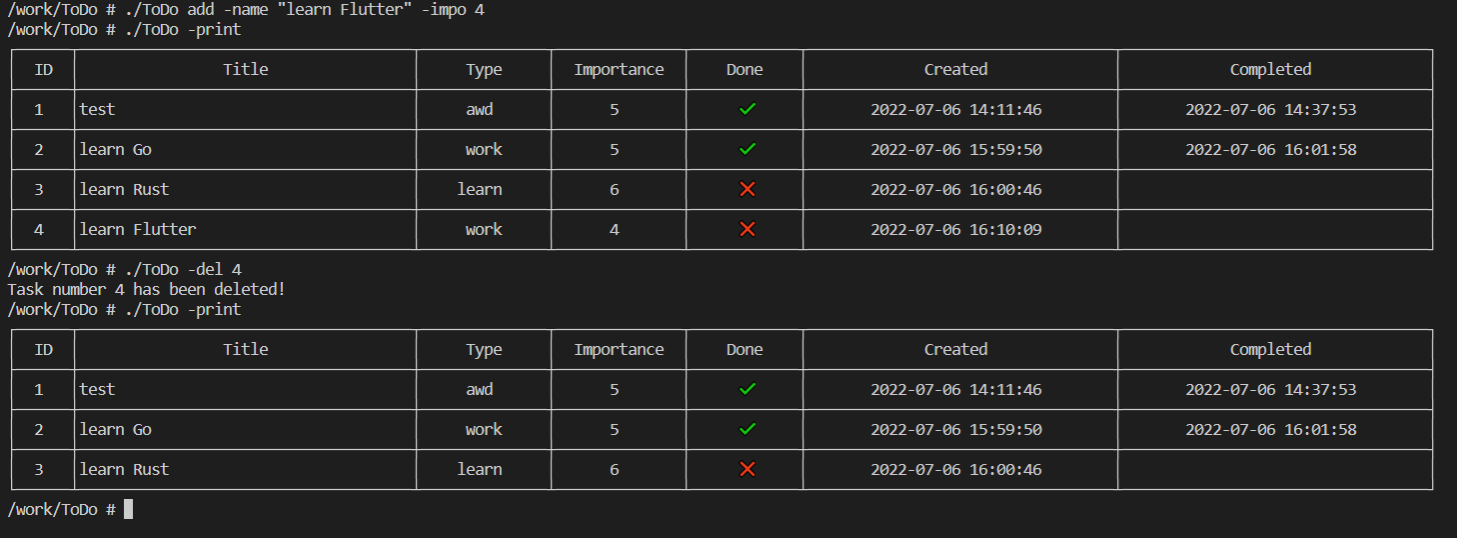 /work/ToDo # ./ToDo add -name "learn Flutter" -impo 4
/work/ToDo # ./ToDo -print
ID Title Type Importance Done Created Completed
1 test awd 5 ✓ 2022-07-06 14:11:46 2022-07-06 14:37:53
2 learn Go work 5 ✓ 2022-07-06 15:59:50 2022-07-06 16:01:58
3 learn Rust learn 6 ✗ 2022-07-06 16:00:46
4 learn Flutter work 4 ✗ 2022-07-06 16:10:09
/work/ToDo # ./ToDo -del 4
Task number 4 has been deleted!
/work/ToDo # ./ToDo -print
ID Title Type Importance Done Created Completed
1 test awd 5 ✓ 2022-07-06 14:11:46 2022-07-06 14:37:53
2 learn Go work 5 ✓ 2022-07-06 15:59:50 2022-07-06 16:01:58
3 learn Rust learn 6 ✗ 2022-07-06 16:00:46
/work/ToDo #